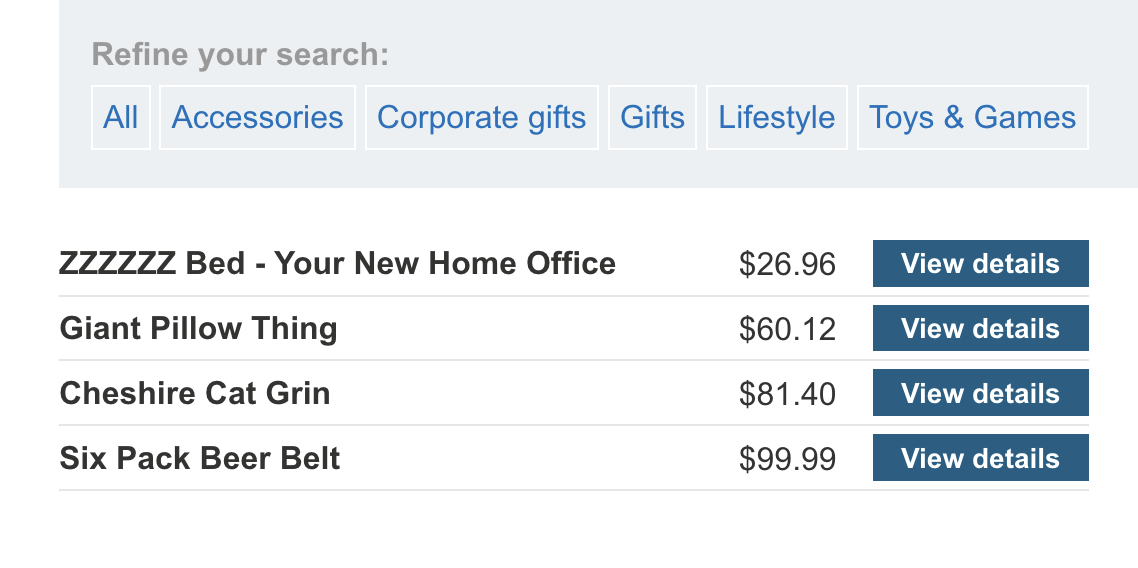 Refine your search:
All Accessories Corporate gifts Gifts Lifestyle Toys & Games
ZZZZZZ Bed - Your New Home Office $26.96 View details
Giant Pillow Thing $60.12 View details
Cheshire Cat Grin $81.40 View details
Six Pack Beer Belt $99.99 View details